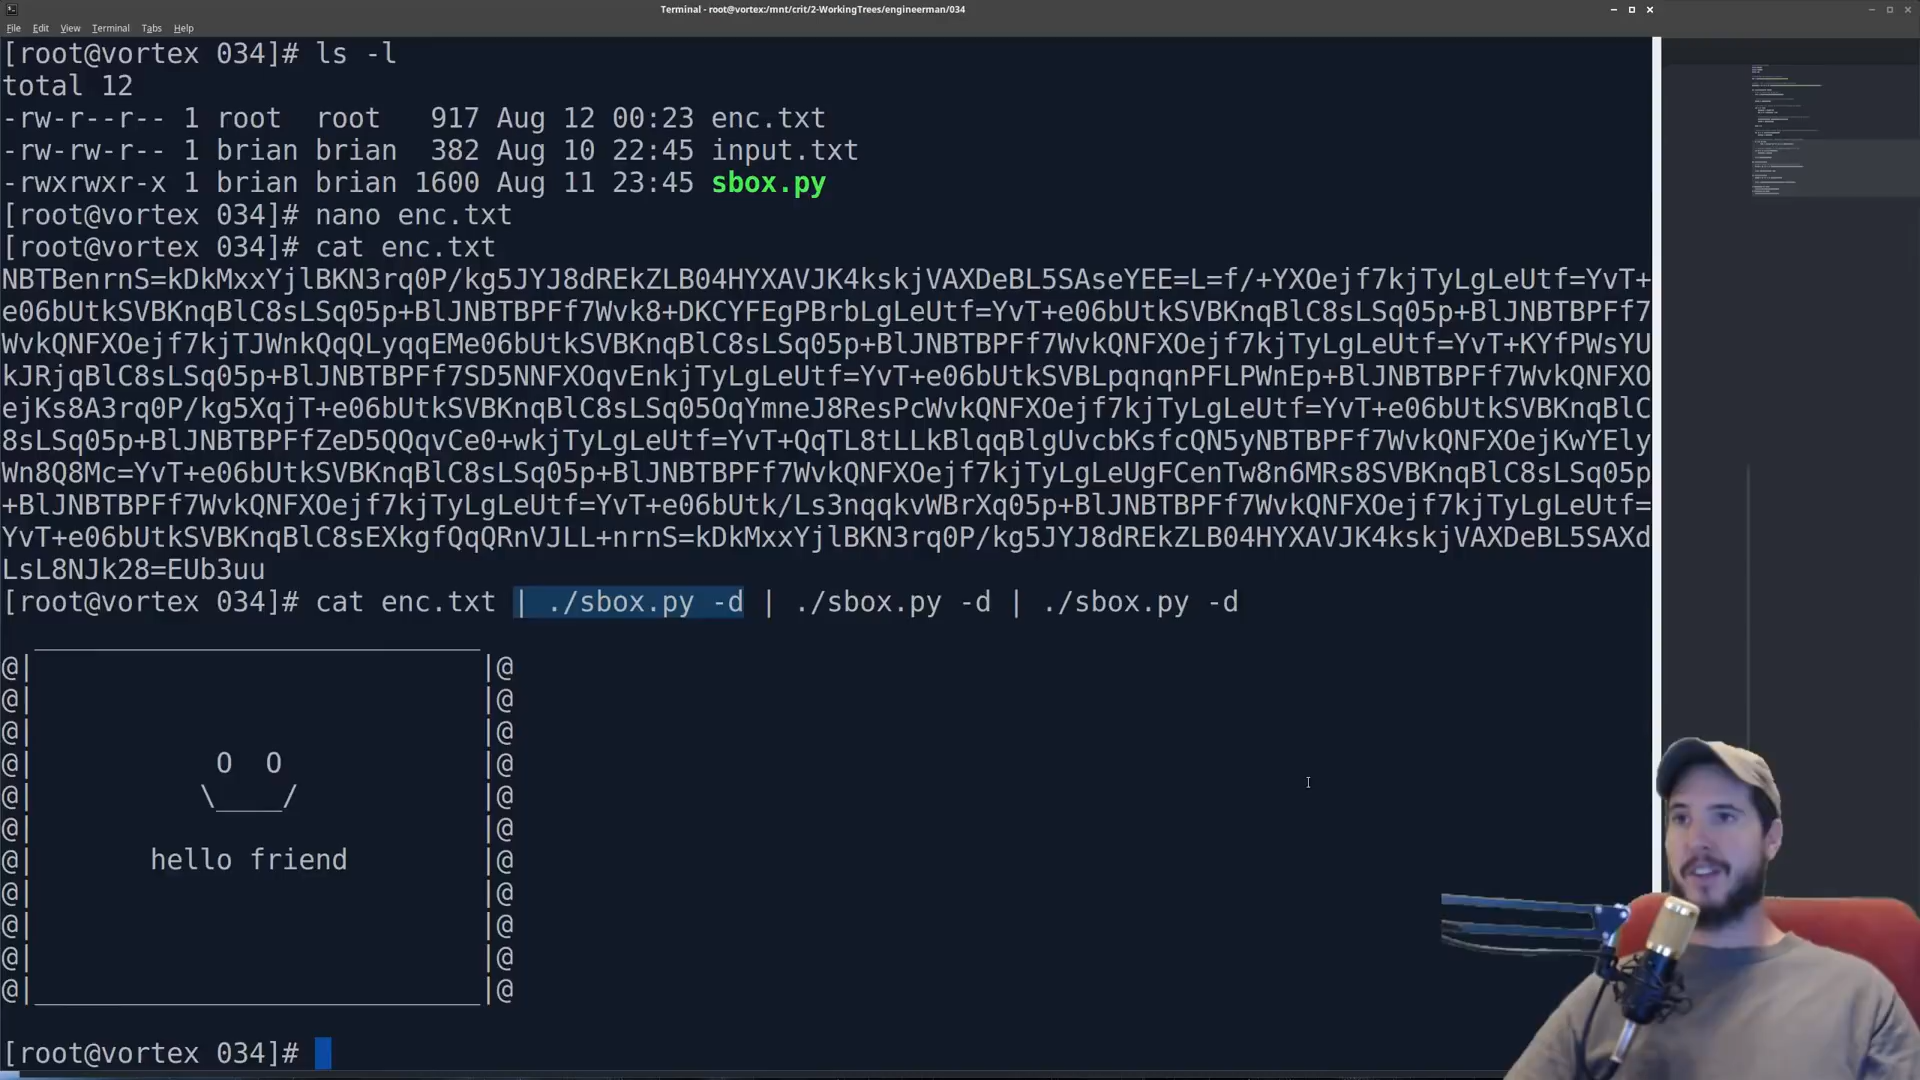 Terminal - root@vortex:/mnt/crit/2-WorkingTrees/engineerman/034
File Edit View Terminal Tabs Help
[root@vortex 034]# ls -l
total 12
-rw-r--r-- 1 root  root   917 Aug 12 00:23 enc.txt
-rw-rw-r-- 1 brian brian  382 Aug 10 22:45 input.txt
-rwxrwxr-x 1 brian brian 1600 Aug 11 23:45 sbox.py
[root@vortex 034]# nano enc.txt
[root@vortex 034]# cat enc.txt
NBTBenrnS=kDkMxxYjlBKN3rq0P/kg5JYJ8dREkZLB04HYXAVJK4kskjVAXDeBL5SAseYEE=L=f/+YXOejf7kjTyLgLeUtf=YvT+
e06bUtkSVBKnqBlC8sLSq05p+BlJNBTBPFf7Wvk8+DKCYFEgPBrbLgLeUtf=YvT+e06bUtkSVBKnqBlC8sLSq05p+BlJNBTBPFf7
WvkQNFXOejf7kjTJWnkQqQLyqqEMe06bUtkSVBKnqBlC8sLSq05p+BlJNBTBPFf7WvkQNFXOejf7kjTyLgLeUtf=YvT+KYfPWsYU
kJRjqBlC8sLSq05p+BlJNBTBPFf7SD5NNFXOqvEnkjTyLgLeUtf=YvT+e06bUtkSVBLpqnqnPFLPWnEp+BlJNBTBPFf7WvkQNFXO
ejKs8A3rq0P/kg5XqjT+e06bUtkSVBKnqBlC8sLSq05OqYmneJ8ResPcWvkQNFXOejf7kjTyLgLeUtf=YvT+e06bUtkSVBKnqBlC
8sLSq05p+BlJNBTBPFfZeD5QQqvCe0+wkjTyLgLeUtf=YvT+QqTL8tLLkBlqqBlgUvcbKsfcQN5yNBTBPFf7WvkQNFXOejKwYEly
Wn8Q8Mc=YvT+e06bUtkSVBKnqBlC8sLSq05p+BlJNBTBPFf7WvkQNFXOejf7kjTyLgLeUgFCenTw8n6MRs8SVBKnqBlC8sLSq05p
+BlJNBTBPFf7WvkQNFXOejf7kjTyLgLeUtf=YvT+e06bUtk/Ls3nqqkvWBrXq05p+BlJNBTBPFf7WvkQNFXOejf7kjTyLgLeUtf=
YvT+e06bUtkSVBKnqBlC8sEXkgfQqQRnVJLL+nrnS=kDkMxxYjlBKN3rq0P/kg5JYJ8dREkZLB04HYXAVJK4kskjVAXDeBL5SAXd
LsL8NJk28=EUb3uu
[root@vortex 034]# cat enc.txt | ./sbox.py -d | ./sbox.py -d | ./sbox.py -d
  ___________________________
@|                           |@
@|                           |@
@|                           |@
@|           O  O            |@
@|          \____/           |@
@|                           |@
@|       hello friend        |@
@|                           |@
@|                           |@
@|                           |@
@|___________________________|@
[root@vortex 034]#